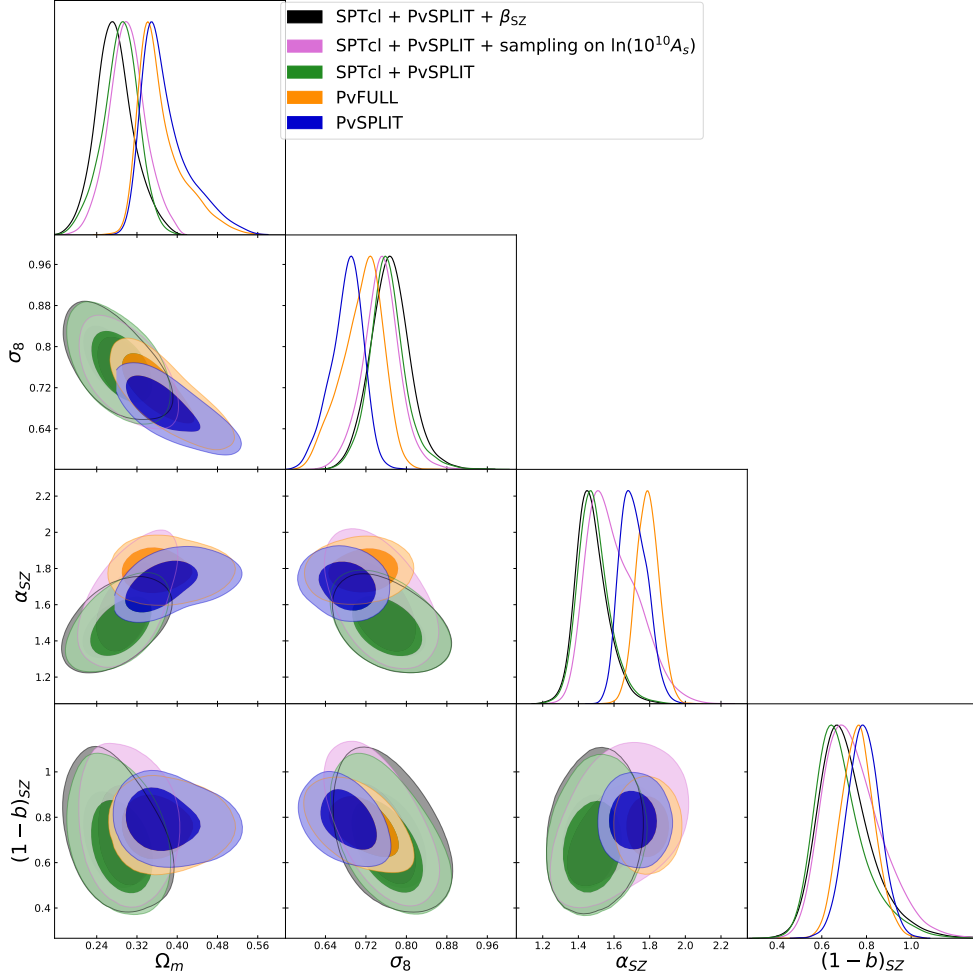 SPTcl + PvSPLIT + β_SZ
SPTcl + PvSPLIT + sampling on ln(10^10 A_s)
SPTcl + PvSPLIT
PvFULL
PvSPLIT
0.96
0.88
0.8
0.72
0.64
σ_8
2.2
2
1.8
1.6
1.4
1.2
α_SZ
1
0.8
0.6
0.4
(1 − b)_SZ
0.24 0.32 0.40 0.48 0.56
0.64 0.72 0.80 0.88 0.96
1.2 1.4 1.6 1.8 2.0 2.2
0.4 0.6 0.8 1.0
Ω_m
σ_8
α_SZ
(1 − b)_SZ